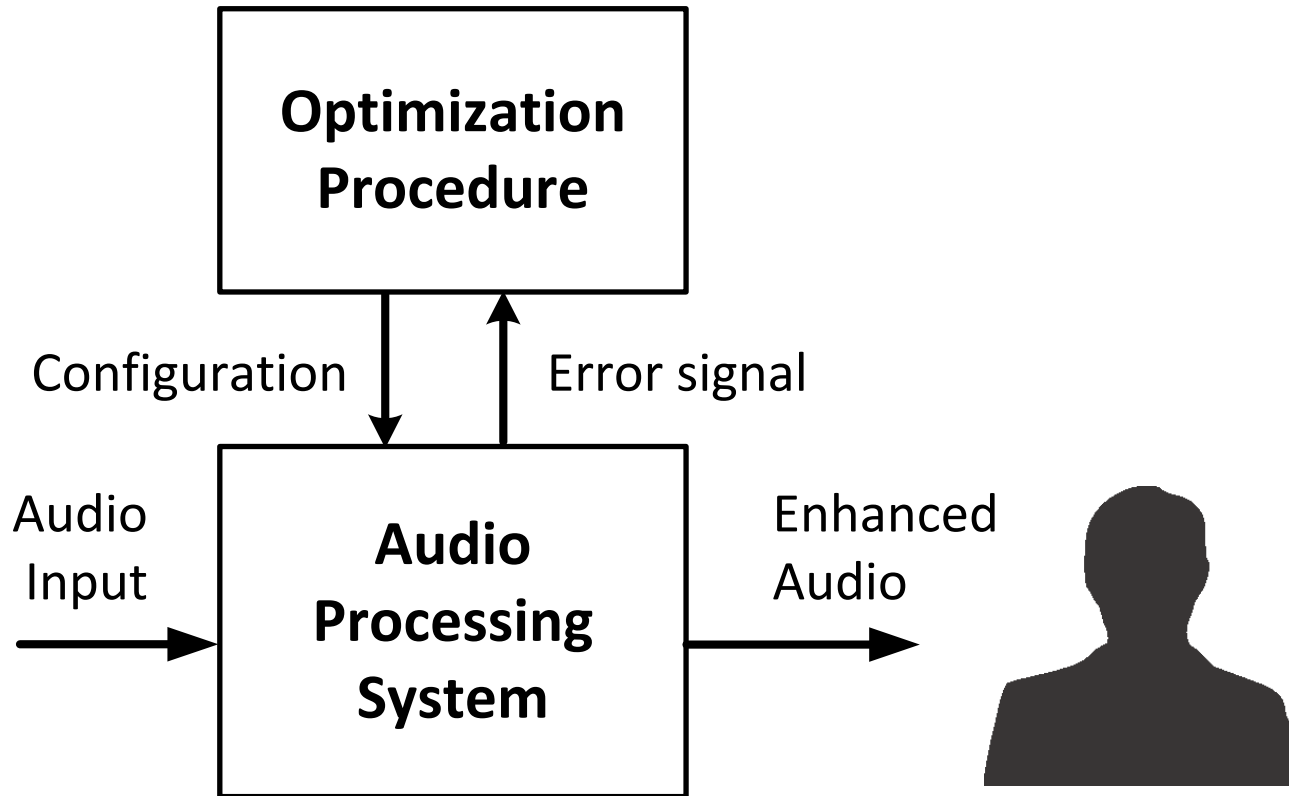 Optimization
Procedure
Configuration
Error signal
Audio
Input
Audio
Processing
System
Enhanced
Audio